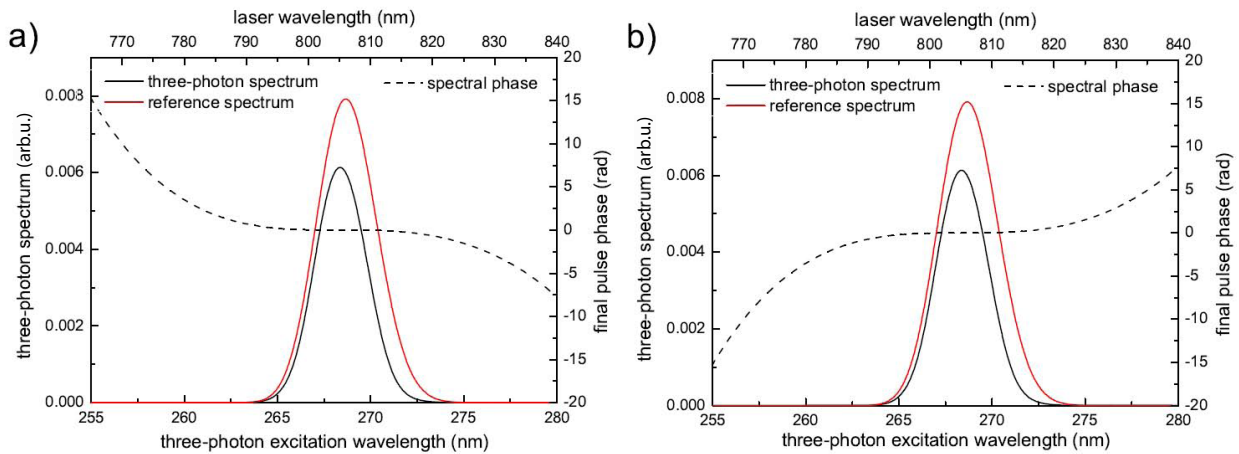 a)
laser wavelength (nm)
770 780 790 800 810 820 830 840
three-photon spectrum
reference spectrum
spectral phase
three-photon spectrum (arb.u.)
0.008
0.006
0.004
0.002
0.000
20
15
10
5
0
-5
-10
-15
-20
final pulse phase (rad)
255 260 265 270 275 280
three-photon excitation wavelength (nm)
b)
laser wavelength (nm)
770 780 790 800 810 820 830 840
three-photon spectrum
reference spectrum
spectral phase
three-photon spectrum (arb.u.)
0.008
0.006
0.004
0.002
0.000
20
15
10
5
0
-5
-10
-15
-20
final pulse phase (rad)
255 260 265 270 275 280
three-photon excitation wavelength (nm)